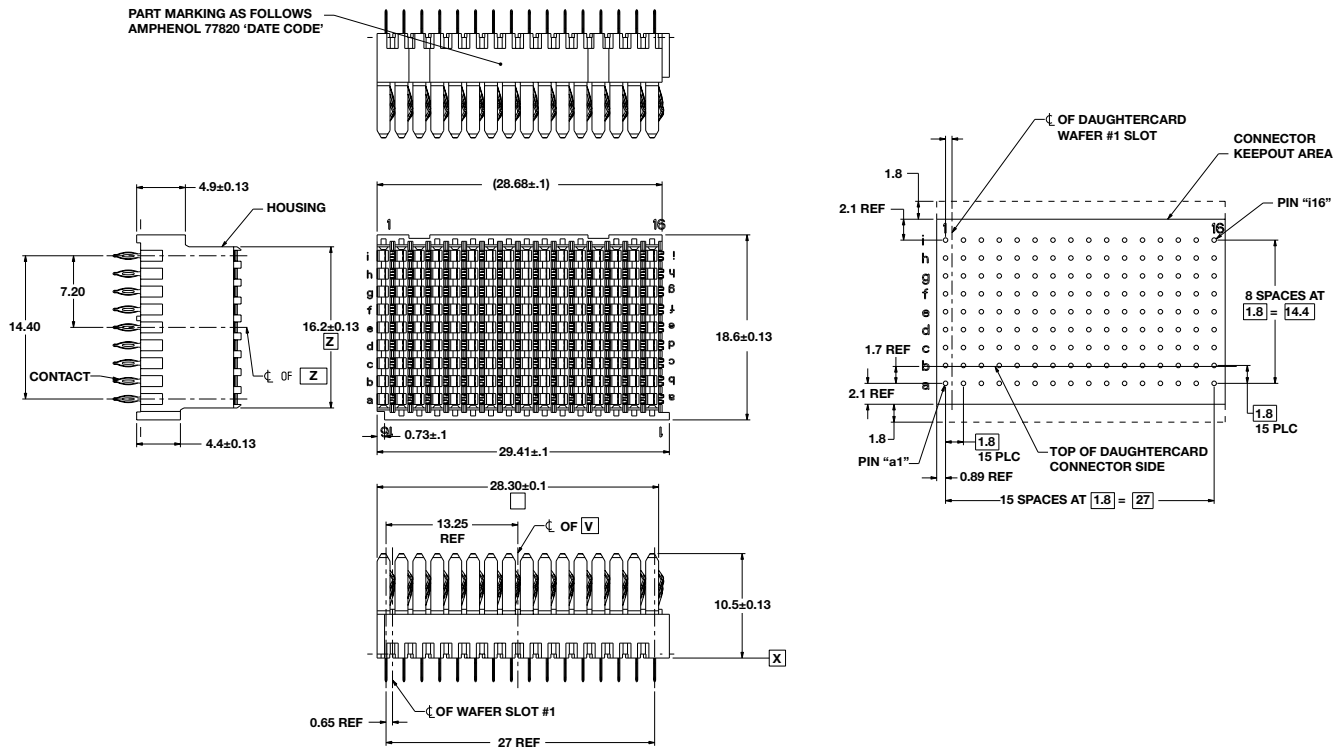 PART MARKING AS FOLLOWS
AMPHENOL 77820 ‘DATE CODE’
4.9±0.13
HOUSING
7.20
14.40
16.2±0.13
Z
CONTACT
℄ OF Z
4.4±0.13
(28.68±.1)
1
16
i
h
g
f
e
d
c
b
a
i
h
g
f
e
d
c
b
a
18.6±0.13
16
1
0.73±.1
29.41±.1
28.30±0.1
13.25
REF
℄ OF V
10.5±0.13
X
℄ OF WAFER SLOT #1
0.65 REF
27 REF
℄ OF DAUGHTERCARD
WAFER #1 SLOT
CONNECTOR
KEEPOUT AREA
1.8
2.1 REF
PIN “i16”
1
16
i
h
g
f
e
d
c
b
a
8 SPACES AT
1.8 = 14.4
1.7 REF
2.1 REF
1.8
15 PLC
1.8
1.8
15 PLC
PIN “a1”
TOP OF DAUGHTERCARD
CONNECTOR SIDE
0.89 REF
15 SPACES AT 1.8 = 27